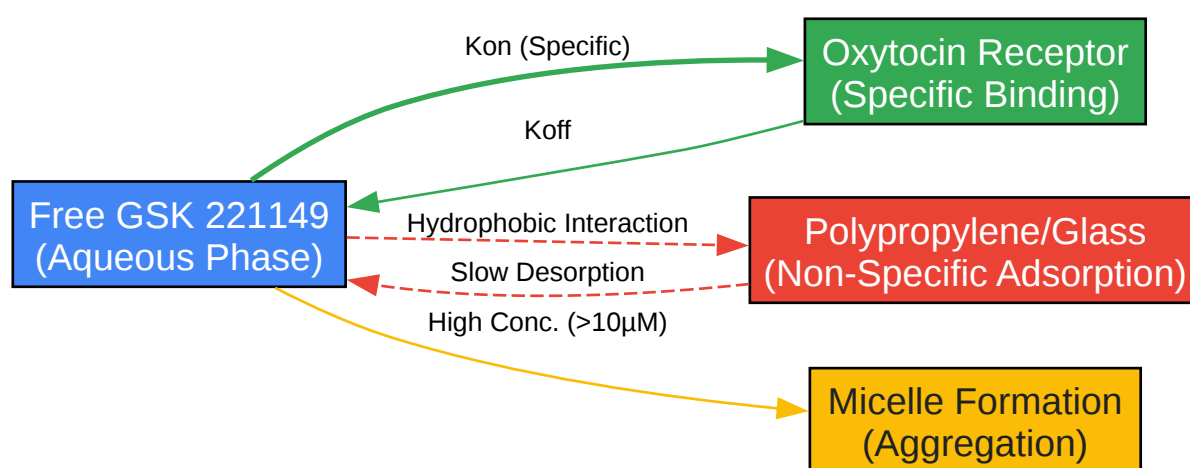 Kon (Specific)
Oxytocin Receptor
(Specific Binding)
Koff
Free GSK 221149
(Aqueous Phase)
Hydrophobic Interaction
Slow Desorption
Polypropylene/Glass
(Non-Specific Adsorption)
High Conc. (>10µM)
Micelle Formation
(Aggregation)